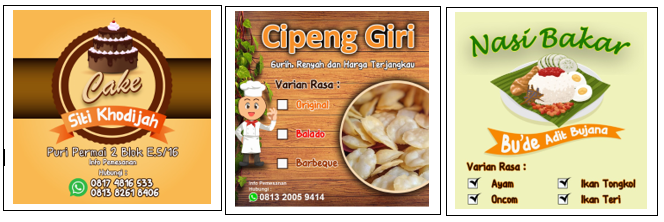 Cake
Siti Khodijah
Puri Permai 2 Blok E.5/16
Info Pemesanan
Hubungi :
0817 4816 933
0813 8261 8406
Cipeng Giri
Gurih, Renyah dan Harga Terjangkau
Varian Rasa :
Original
Balado
Barbeque
Info Pemesanan
Hubungi :
0813 2005 9414
Nasi Bakar
Bu'de Adit Bujana
Varian Rasa :
Ayam
Ikan Tongkol
Oncom
Ikan Teri